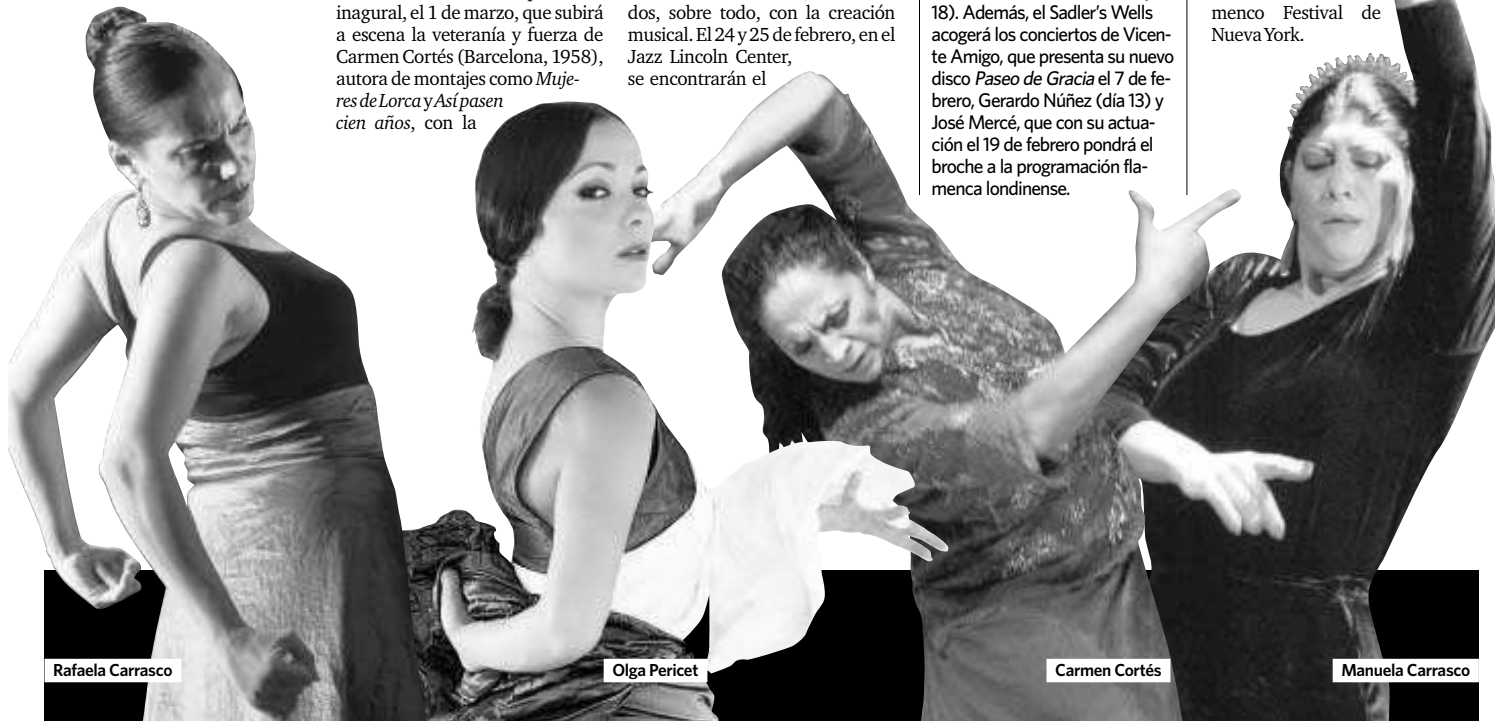 inagural, el 1 de marzo, que subirá
a escena la veteranía y fuerza de
Carmen Cortés (Barcelona, 1958),
autora de montajes como Muje-
res de Lorca y Así pasen
cien años, con la
dos, sobre todo, con la creación
musical. El 24 y 25 de febrero, en el
Jazz Lincoln Center,
se encontrarán el
18). Además, el Sadler’s Wells
acogerá los conciertos de Vicen-
te Amigo, que presenta su nuevo
disco Paseo de Gracia el 7 de fe-
brero, Gerardo Núñez (día 13) y
José Mercé, que con su actua-
ción el 19 de febrero pondrá el
broche a la programación fla-
menca londinense.
menco Festival de
Nueva York.
Rafaela Carrasco
Olga Pericet
Carmen Cortés
Manuela Carrasco